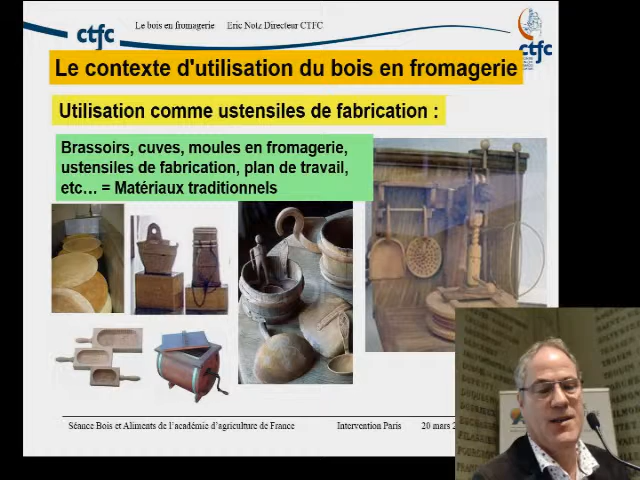 Le bois en fromagerie Eric Notz Directeur CTFC
ctfc
ctfc
Le contexte d'utilisation du bois en fromagerie
Utilisation comme ustensiles de fabrication :
Brassoirs, cuves, moules en fromagerie,
ustensiles de fabrication, plan de travail,
etc… = Matériaux traditionnels
Séance Bois et Aliments de l'académie d'agriculture de France Intervention Paris 20 mars